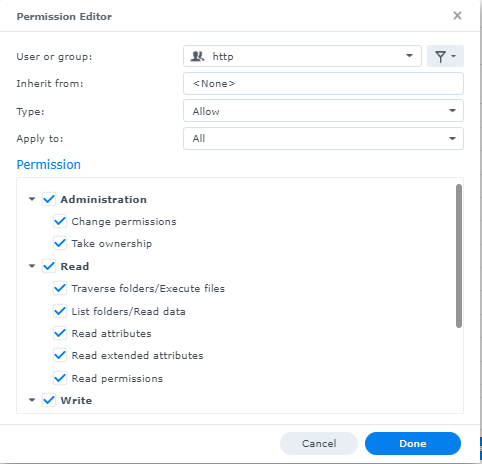 Permission Editor
User or group:
http
Inherit from:
<None>
Type:
Allow
Apply to:
All
Permission
Administration
Change permissions
Take ownership
Read
Traverse folders/Execute files
List folders/Read data
Read attributes
Read extended attributes
Read permissions
Write
Cancel
Done